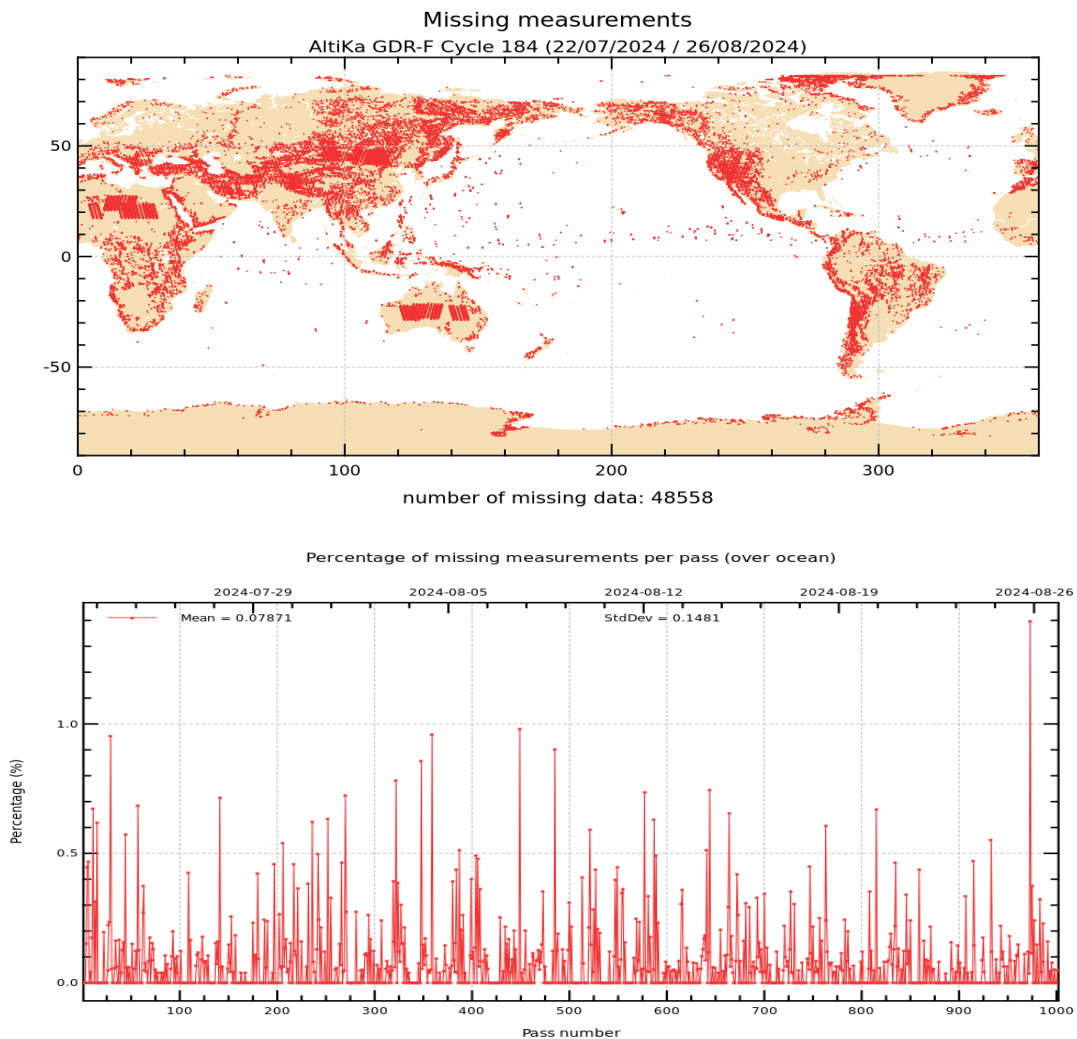 Missing measurements
AltiKa GDR-F Cycle 184 (22/07/2024 / 26/08/2024)
50
0
-50
0 100 200 300
number of missing data: 48558
Percentage of missing measurements per pass (over ocean)
2024-07-29 2024-08-05 2024-08-12 2024-08-19 2024-08-26
Mean = 0.07871 StdDev = 0.1481
1.0
0.5
0.0
Percentage (%)
100 200 300 400 500 600 700 800 900 1000
Pass number